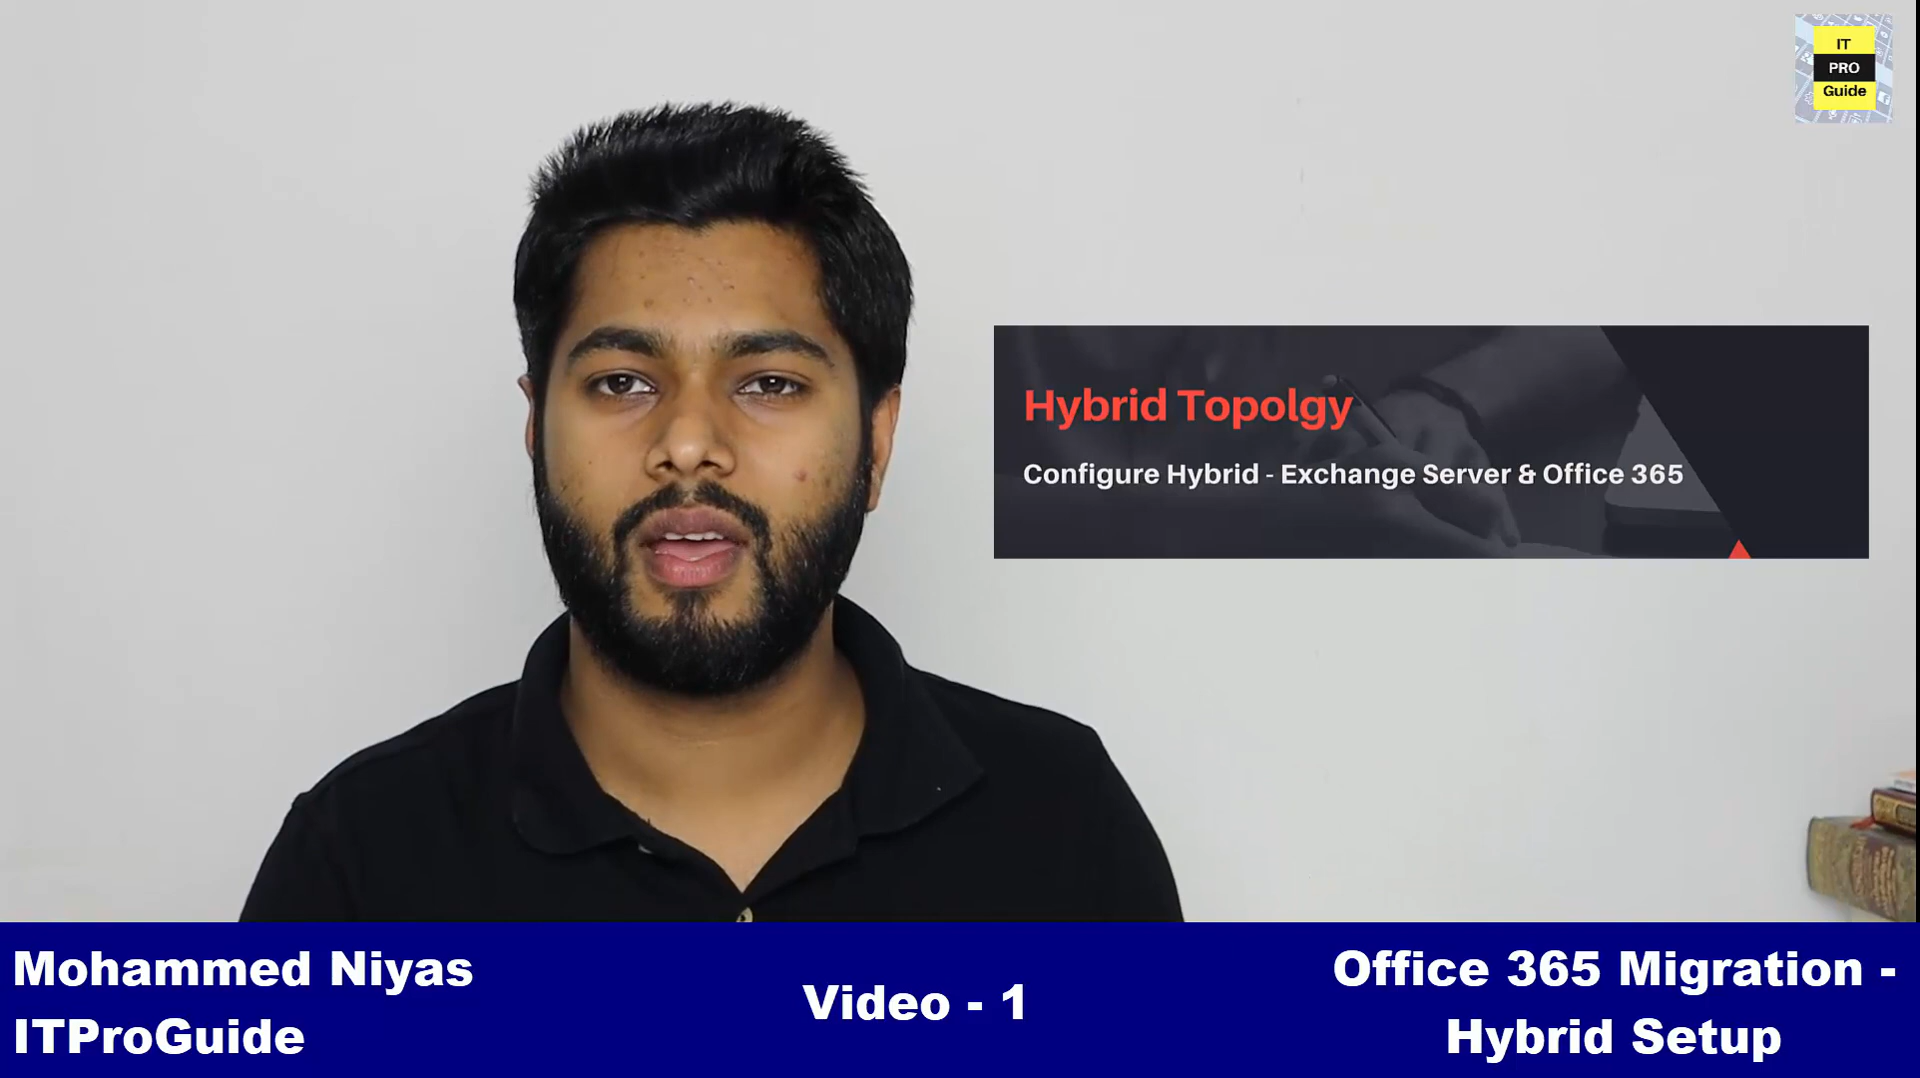 IT
PRO
Guide
Hybrid Topolgy
Configure Hybrid - Exchange Server & Office 365
Mohammed Niyas
ITProGuide
Video - 1
Office 365 Migration -
Hybrid Setup